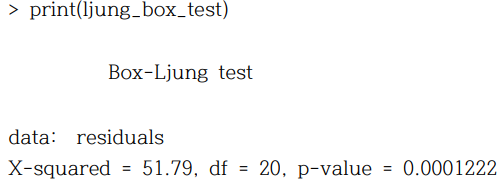 > print(ljung_box_test)
Box-Ljung test
data:  residuals
X-squared = 51.79, df = 20, p-value = 0.0001222